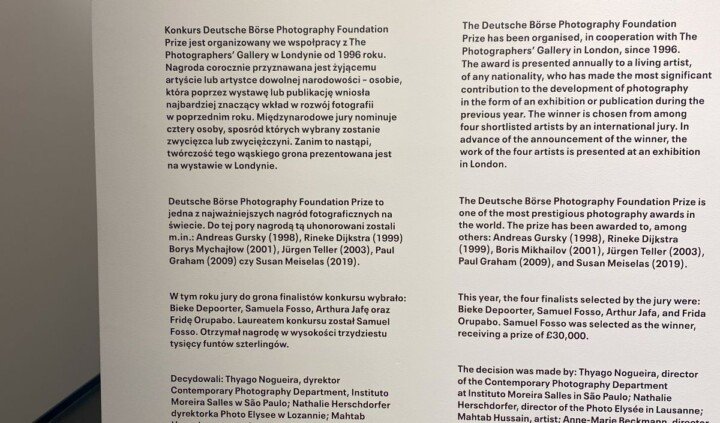 Konkurs Deutsche Börse Photography Foundation
Prize jest organizowany we współpracy z The
Photographers' Gallery w Londynie od 1996 roku.
Nagroda corocznie przyznawana jest żyjącemu
artyście lub artystce dowolnej narodowości – osobie,
która poprzez wystawę lub publikację wniosła
najbardziej znaczący wkład w rozwój fotografii
w poprzednim roku. Międzynarodowe jury nominuje
cztery osoby, spośród których wybrany zostanie
zwycięzca lub zwyciężczyni. Zanim to nastąpi,
twórczość tego wąskiego grona prezentowana jest
na wystawie w Londynie.
Deutsche Börse Photography Foundation Prize to
jedna z najważniejszych nagród fotograficznych na
świecie. Do tej pory nagrodą tą uhonorowani zostali
m.in.: Andreas Gursky (1998), Rineke Dijkstra (1999)
Borys Mychajłow (2001), Jürgen Teller (2003), Paul
Graham (2009) czy Susan Meiselas (2019).
W tym roku jury do grona finalistów konkursu wybrało:
Bieke Depoorter, Samuela Fosso, Arthura Jafę oraz
Fridę Orupabo. Laureatem konkursu został Samuel
Fosso. Otrzymał nagrodę w wysokości trzydziestu
tysięcy funtów szterlingów.
Decydowali: Thyago Nogueira, dyrektor
Contemporary Photography Department, Instituto
Moreira Salles w São Paulo; Nathalie Herschdorfer
dyrektorka Photo Elysee w Lozannie; Mahtab
The Deutsche Börse Photography Foundation
Prize has been organised, in cooperation with The
Photographers' Gallery in London, since 1996.
The award is presented annually to a living artist,
of any nationality, who has made the most significant
contribution to the development of photography
in the form of an exhibition or publication during the
previous year. The winner is chosen from among
four shortlisted artists by an international jury. In
advance of the announcement of the winner, the
work of the four artists is presented at an exhibition
in London.
The Deutsche Börse Photography Foundation Prize is
one of the most prestigious photography awards in
the world. The prize has been awarded to, among
others: Andreas Gursky (1998), Rineke Dijkstra
(1999), Boris Mikhailov (2001), Jürgen Teller (2003),
Paul Graham (2009), and Susan Meiselas (2019).
This year, the four finalists selected by the jury were:
Bieke Depoorter, Samuel Fosso, Arthur Jafa, and Frida
Orupabo. Samuel Fosso was selected as the winner,
receiving a prize of £30,000.
The decision was made by: Thyago Nogueira, director
of the Contemporary Photography Department
at Instituto Moreira Salles in São Paulo; Nathalie
Herschdorfer, director of the Photo Elysée in Lausanne;
Mahtab Hussain, artist; Anne-Marie Beckmann, director